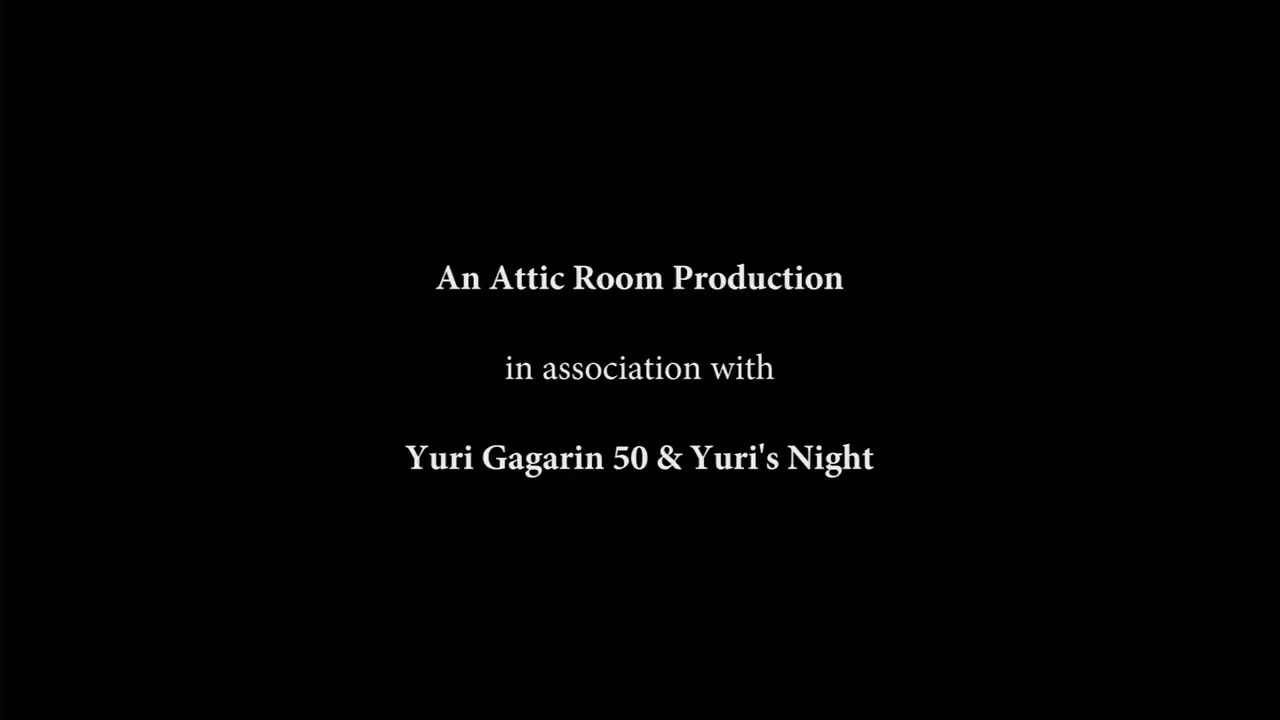 An Attic Room Production
in association with
Yuri Gagarin 50 & Yuri's Night